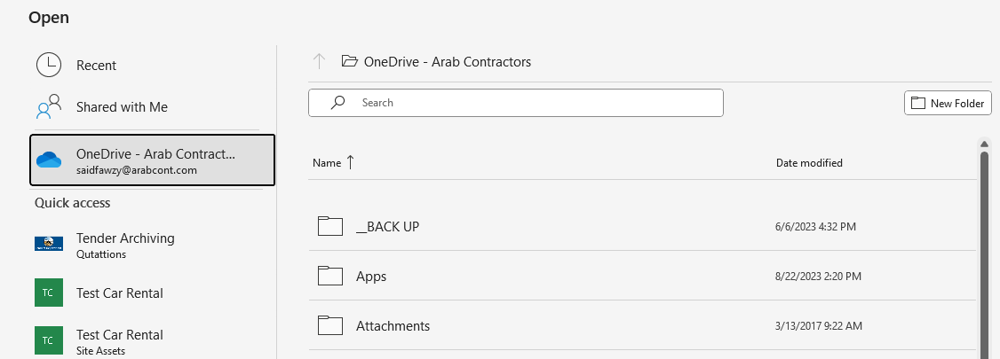 Open
Recent
Shared with Me
OneDrive - Arab Contract...
saidfawzy@arabcont.com
Quick access
Tender Archiving
Qutattions
TC
Test Car Rental
TC
Test Car Rental
Site Assets
OneDrive - Arab Contractors
Search
New Folder
Name
Date modified
__BACK UP
6/6/2023 4:32 PM
Apps
8/22/2023 2:20 PM
Attachments
3/13/2017 9:22 AM